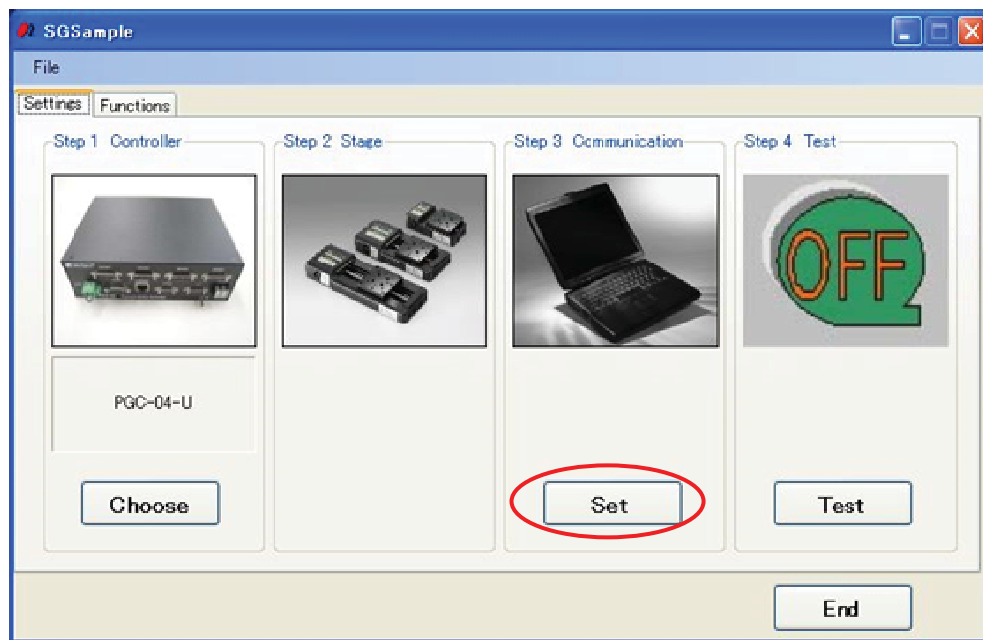 SGSample
File
Settings Functions
Step 1 Controller
Step 2 Stage
Step 3 Communication
Step 4 Test
OFF
PGC-04-U
Choose
Set
Test
End